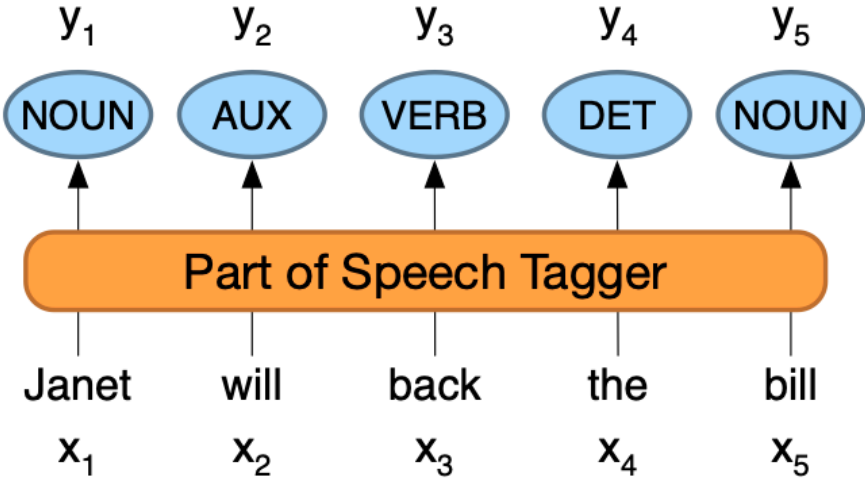 y1 y2 y3 y4 y5
NOUN AUX VERB DET NOUN
Part of Speech Tagger
Janet will back the bill
x1 x2 x3 x4 x5